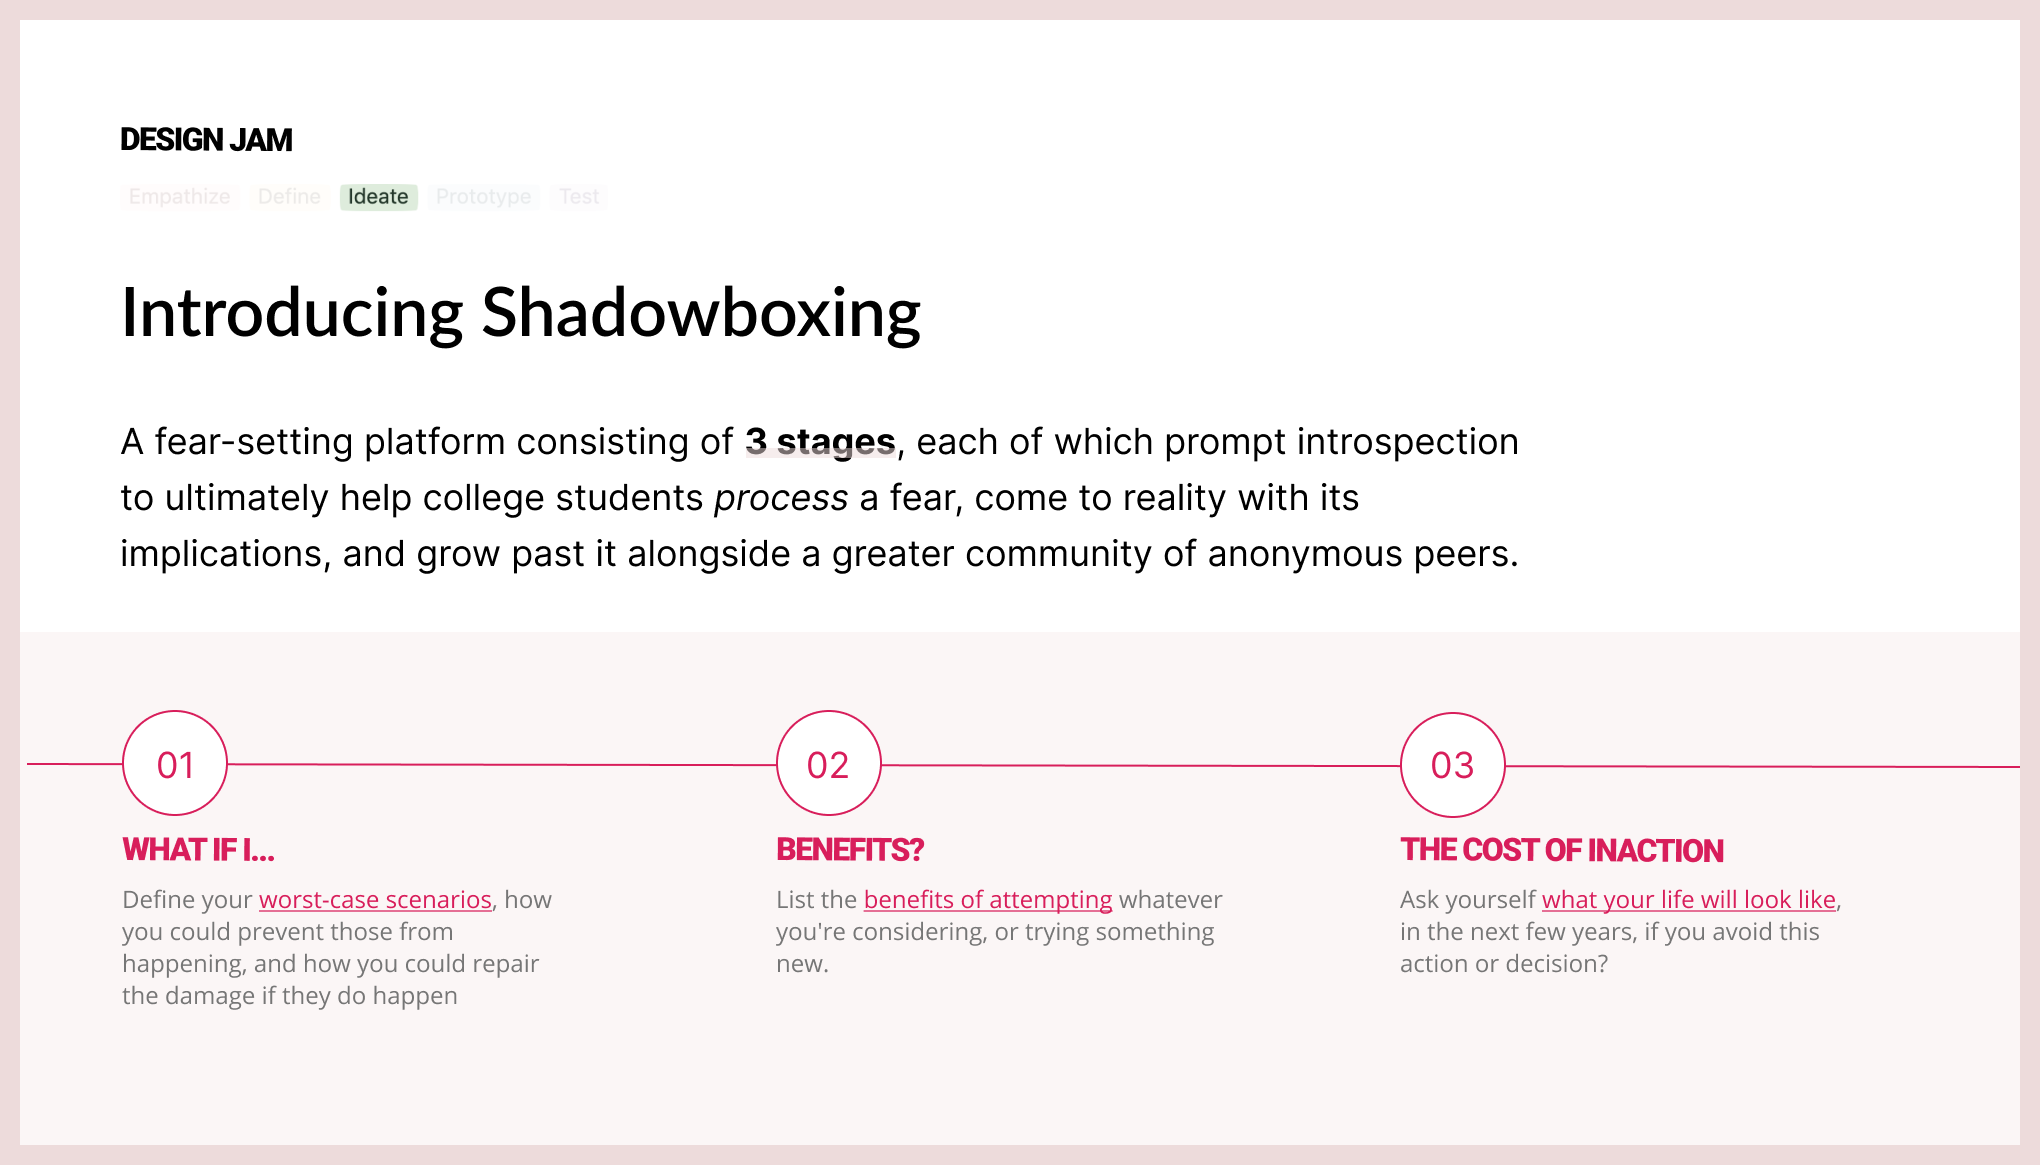 DESIGN JAM
Empathize Define Ideate Prototype Test
Introducing Shadowboxing
A fear-setting platform consisting of 3 stages, each of which prompt introspection
to ultimately help college students process a fear, come to reality with its
implications, and grow past it alongside a greater community of anonymous peers.
01
WHAT IF I...
Define your worst-case scenarios, how
you could prevent those from
happening, and how you could repair
the damage if they do happen
02
BENEFITS?
List the benefits of attempting whatever
you're considering, or trying something
new.
03
THE COST OF INACTION
Ask yourself what your life will look like,
in the next few years, if you avoid this
action or decision?